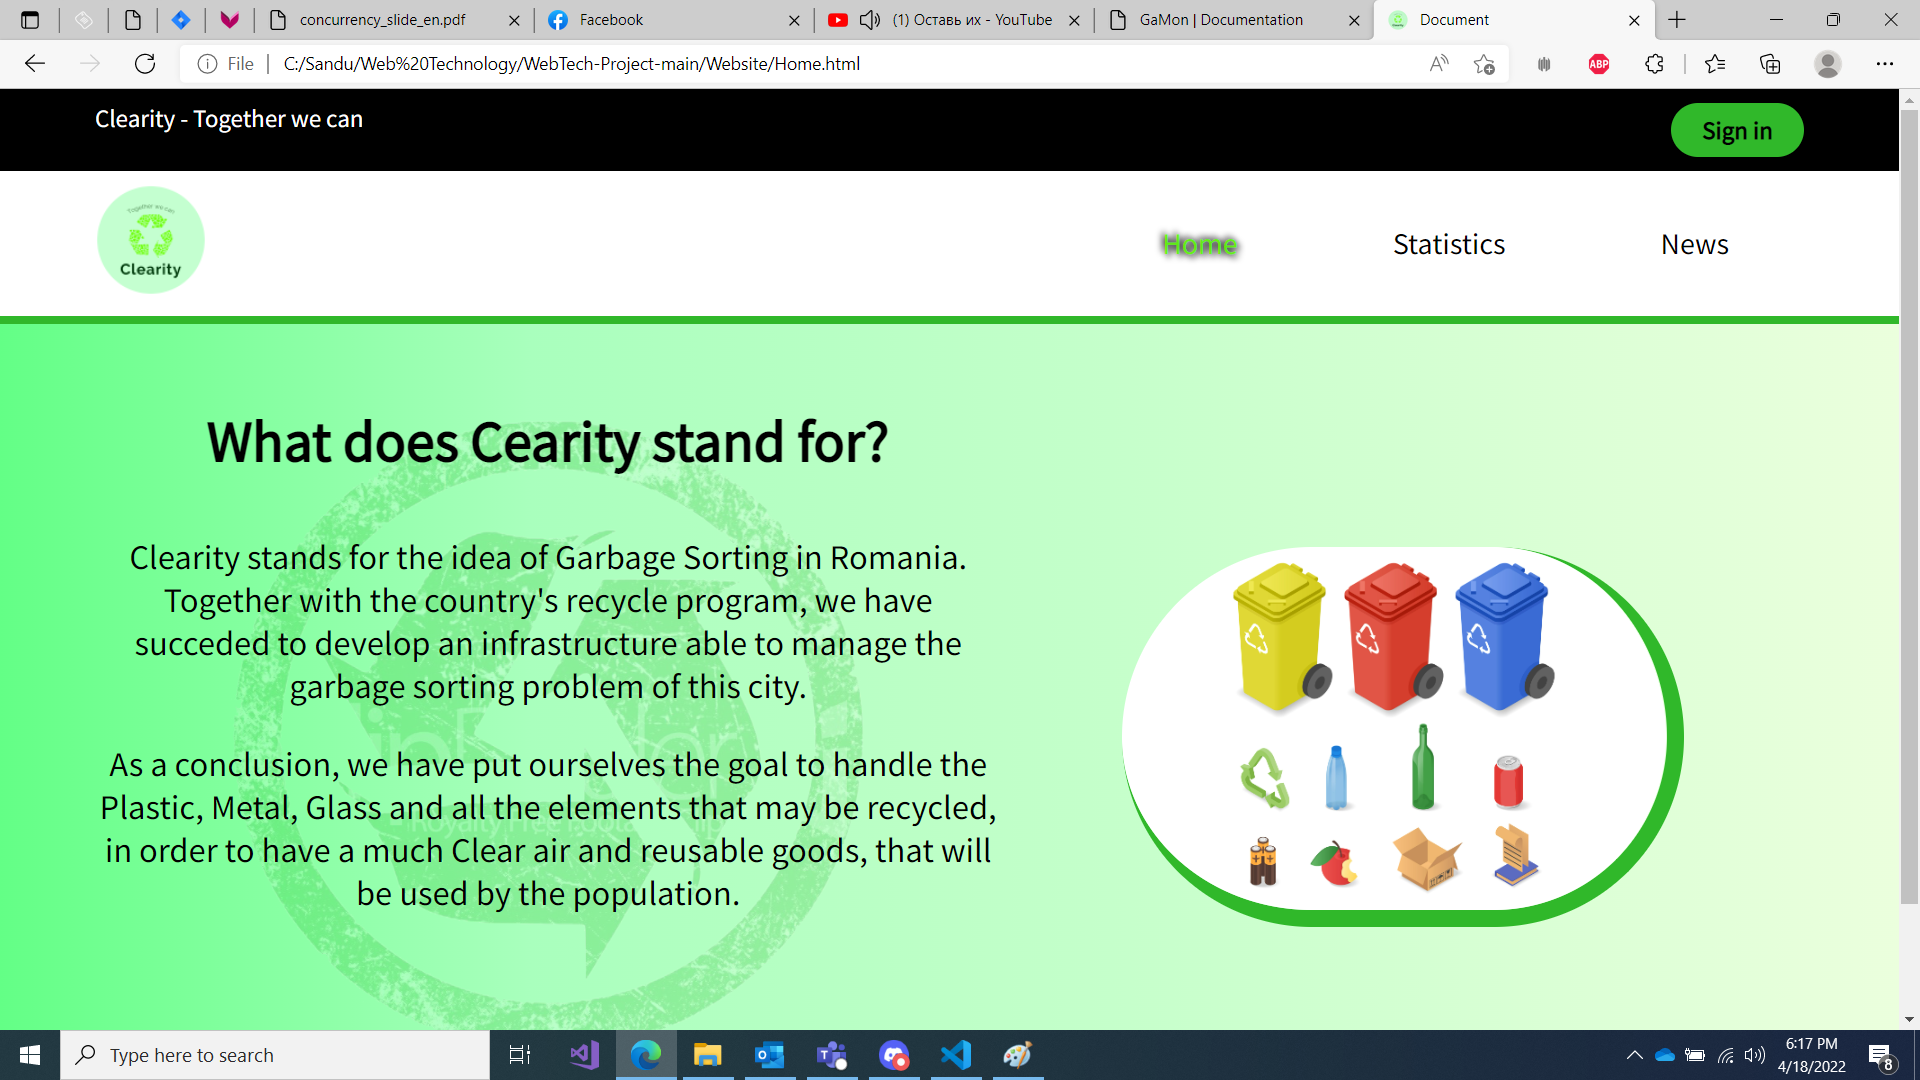 concurrency_slide_en.pdf
Facebook
(1) Оставь их - YouTube
GaMon | Documentation
Document
File
C:/Sandu/Web%20Technology/WebTech-Project-main/Website/Home.html
ABP
Clearity - Together we can
Sign in
Together we can
Clearity
Home
Statistics
News
What does Cearity stand for?
Clearity stands for the idea of Garbage Sorting in Romania.
Together with the country's recycle program, we have
succeded to develop an infrastructure able to manage the
garbage sorting problem of this city.
As a conclusion, we have put ourselves the goal to handle the
Plastic, Metal, Glass and all the elements that may be recycled,
in order to have a much Clear air and reusable goods, that will
be used by the population.
Type here to search
6:17 PM
4/18/2022
8